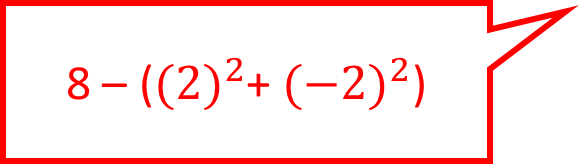 8 − ((2)²+ (−2)²)